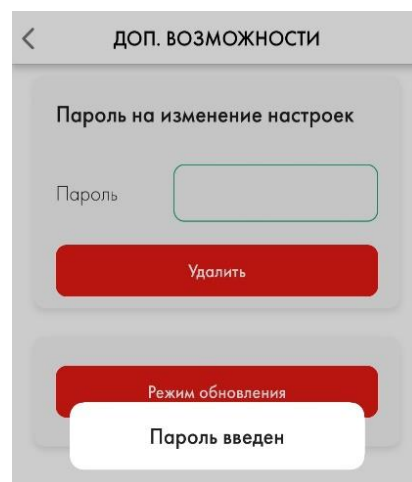 ДОП. ВОЗМОЖНОСТИ
Пароль на изменение настроек
Пароль
Удалить
Режим обновления
Пароль введен